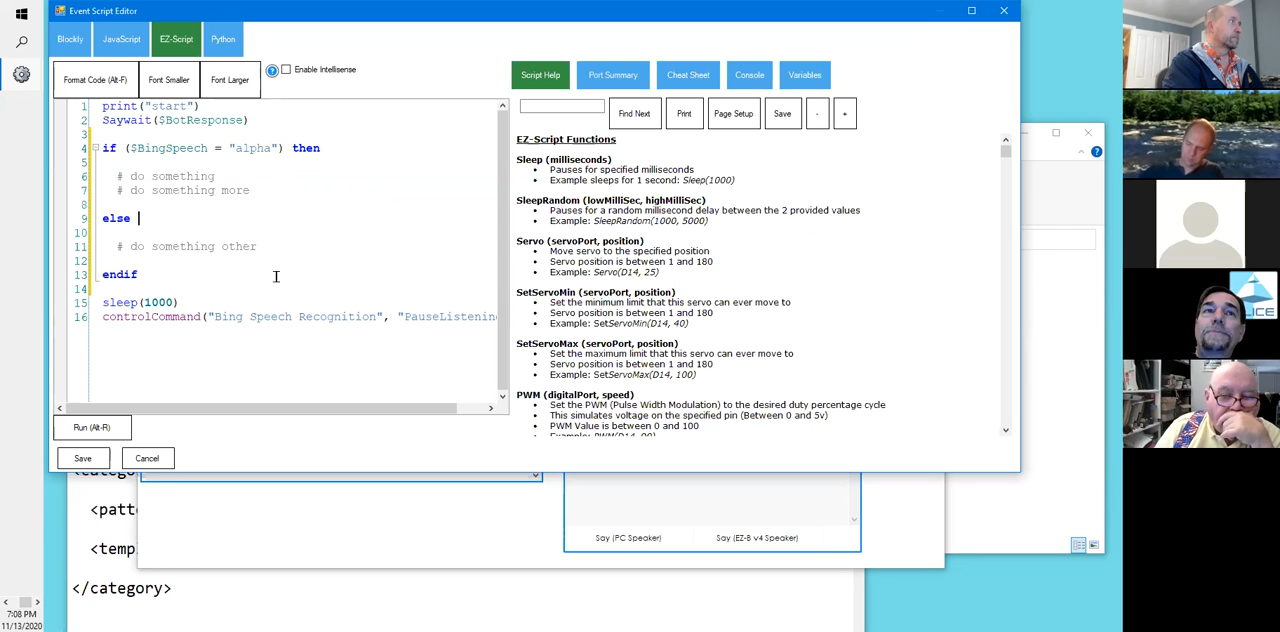 Event Script Editor
Blockly
JavaScript
EZ-Script
Python
Format Code (Alt-F)
Font Smaller
Font Larger
Enable Intellisense
Script Help
Port Summary
Cheat Sheet
Console
Variables
Find Next
Print
Page Setup
Save
-
+
1 print("start")
2 Saywait($BotResponse)
3
4 if ($BingSpeech = "alpha") then
5
6 # do something
7 # do something more
8
9 else
10
11 # do something other
12
13 endif
14
15 sleep(1000)
16 controlCommand("Bing Speech Recognition", "PauseListening
Run (Alt-R)
Save
Cancel
EZ-Script Functions
Sleep (milliseconds)
• Pauses for specified milliseconds
• Example sleeps for 1 second: Sleep(1000)
SleepRandom (lowMilliSec, highMilliSec)
• Pauses for a random millisecond delay between the 2 provided values
• Example: SleepRandom(1000, 5000)
Servo (servoPort, position)
• Move servo to the specified position
• Servo position is between 1 and 180
• Example: Servo(D14, 25)
SetServoMin (servoPort, position)
• Set the minimum limit that this servo can ever move to
• Servo position is between 1 and 180
• Example: SetServoMin(D14, 40)
SetServoMax (servoPort, position)
• Set the maximum limit that this servo can ever move to
• Servo position is between 1 and 180
• Example: SetServoMax(D14, 100)
PWM (digitalPort, speed)
• Set the PWM (Pulse Width Modulation) to the desired duty percentage cycle
• This simulates voltage on the specified pin (Between 0 and 5v)
• PWM Value is between 0 and 100
• Example: PWM(D14, 90)
<patt
<temp
</category>
Say (PC Speaker)
Say (EZ-B v4 Speaker)
LICE
7:08 PM
11/13/2020